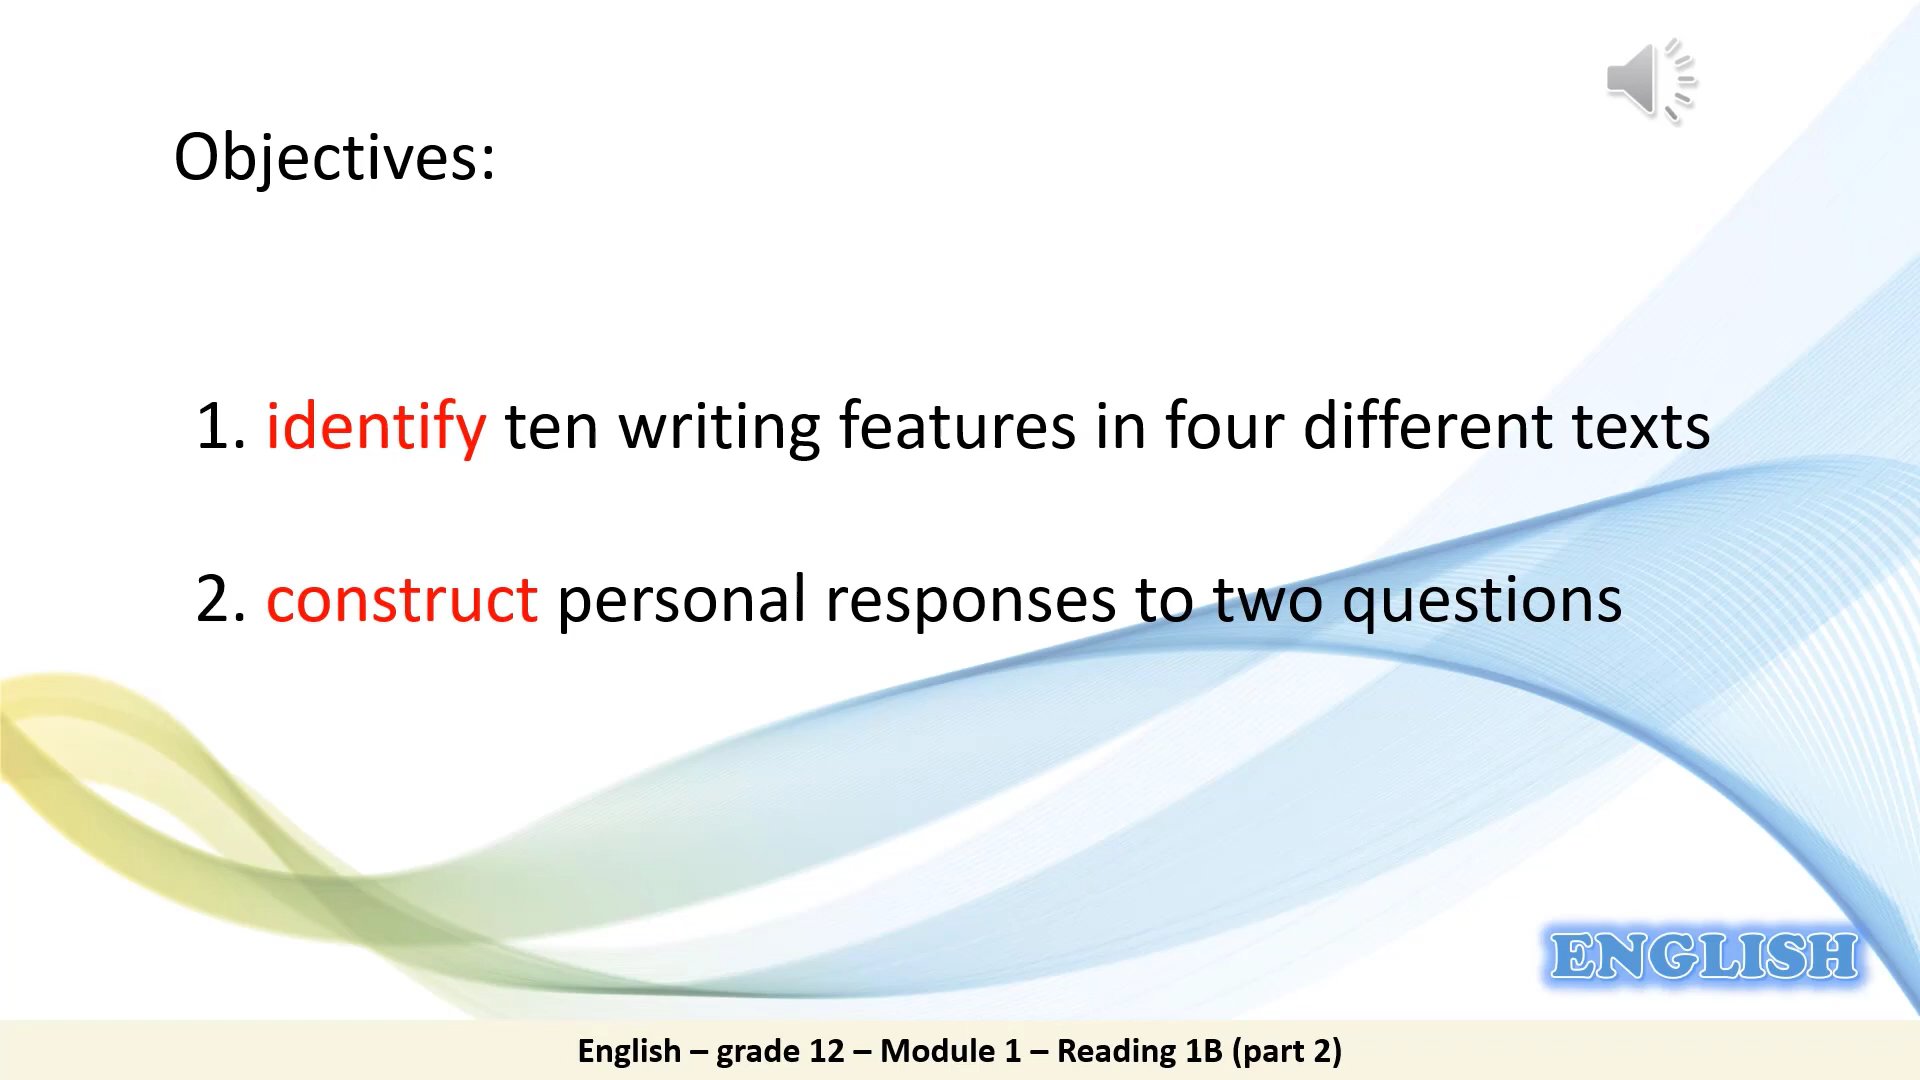 Objectives:
1. identify ten writing features in four different texts
2. construct personal responses to two questions
ENGLISH
English – grade 12 – Module 1 – Reading 1B (part 2)